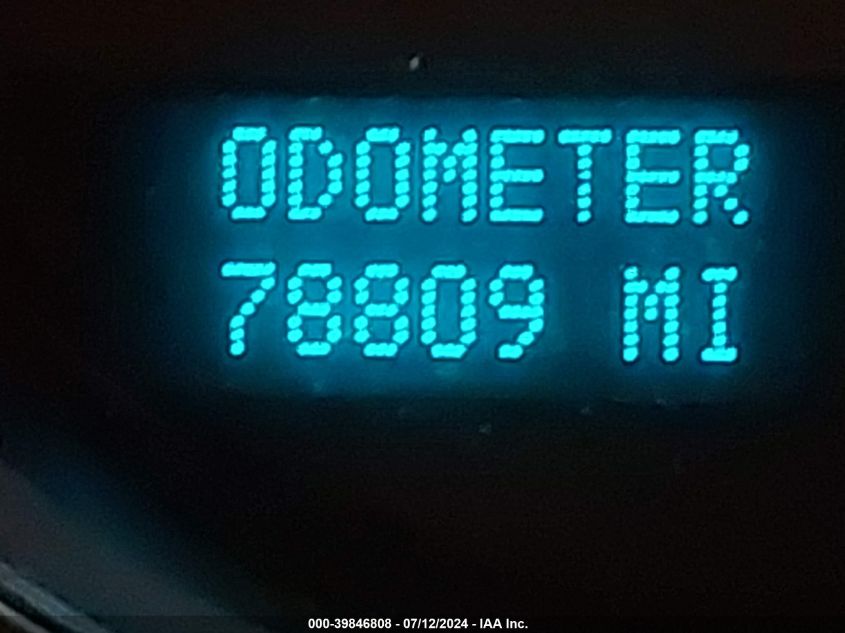 ODOMETER
78809 MI
000-39846808 - 07/12/2024 - IAA Inc.